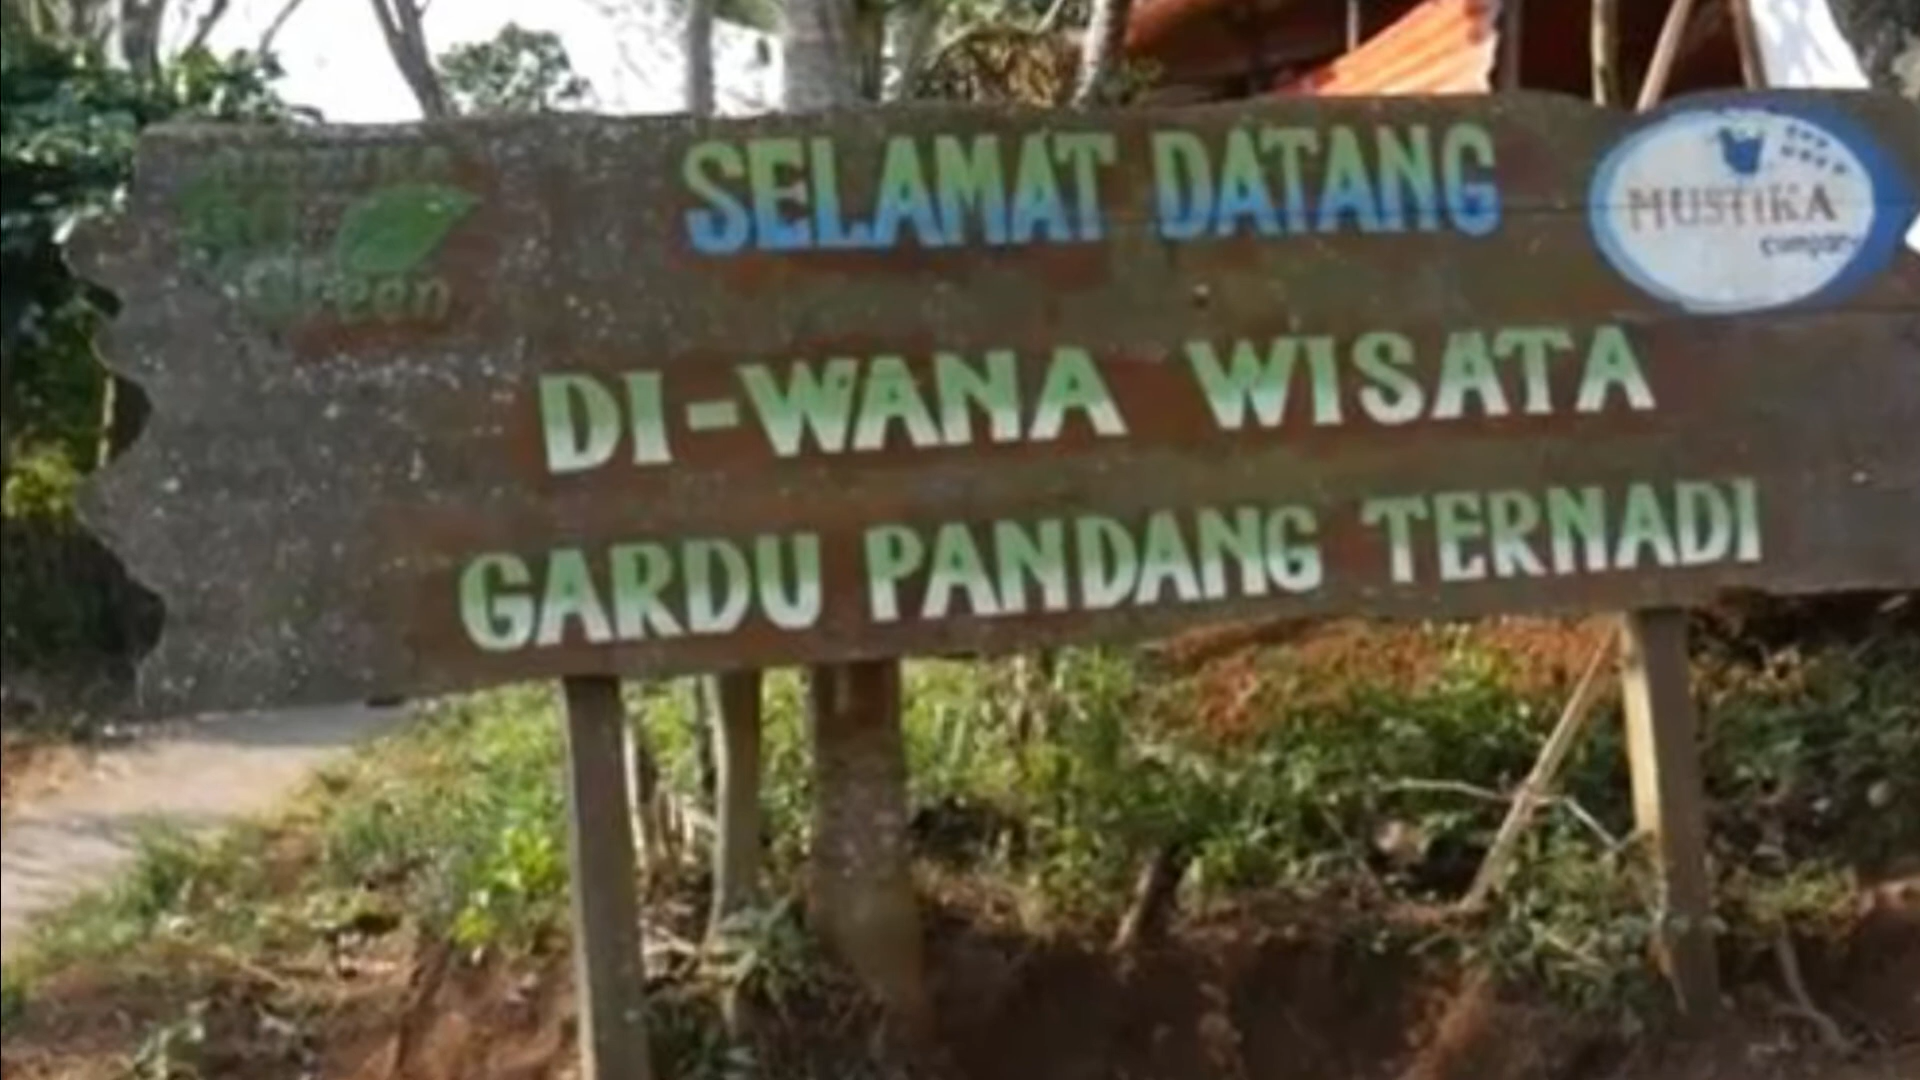 SELAMAT DATANG
MUSTIKA
DI-WANA WISATA
GARDU PANDANG TERNADI